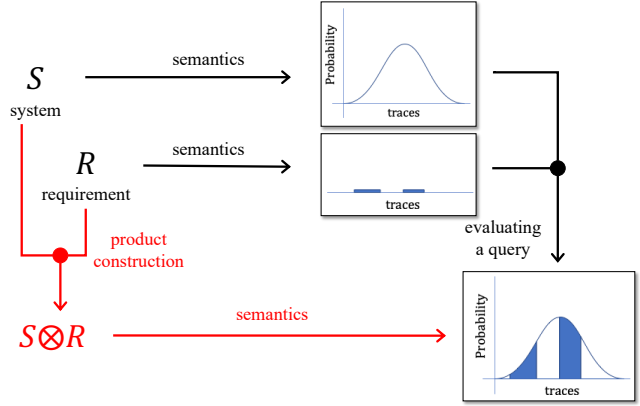 semantics
Probability
traces
S
system
semantics
R
requirement
traces
evaluating
a query
product
construction
S⊗R
semantics
Probability
traces